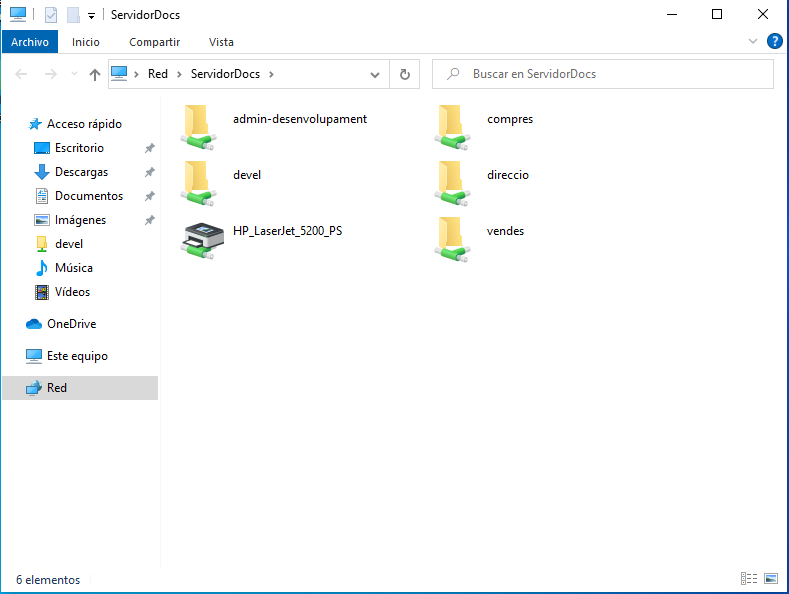 ServidorDocs
Archivo Inicio Compartir Vista
Red ServidorDocs
Buscar en ServidorDocs
Acceso rápido
Escritorio
Descargas
Documentos
Imágenes
devel
Música
Vídeos
OneDrive
Este equipo
Red
admin-desenvolupament
compres
devel
direccio
HP_LaserJet_5200_PS
vendes
6 elementos